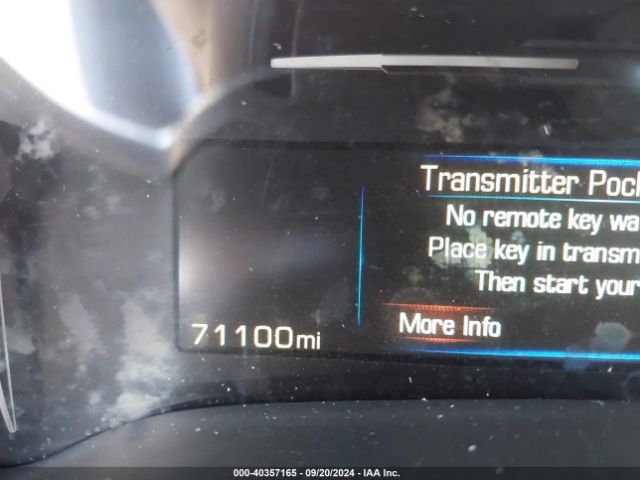 Transmitter Pock
No remote key wa
Place key in transm
Then start your
More Info
71100mi
000-40357165 - 09/20/2024 - IAA Inc.